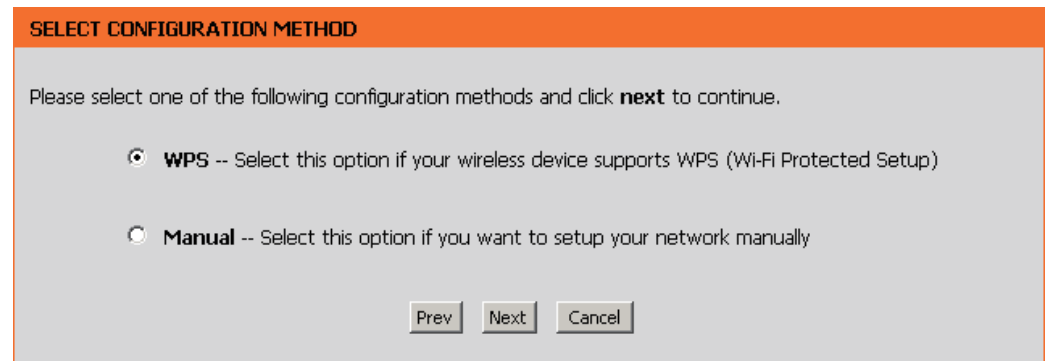 SELECT CONFIGURATION METHOD
Please select one of the following configuration methods and click next to continue.
WPS -- Select this option if your wireless device supports WPS (Wi-Fi Protected Setup)
Manual -- Select this option if you want to setup your network manually
Prev Next Cancel